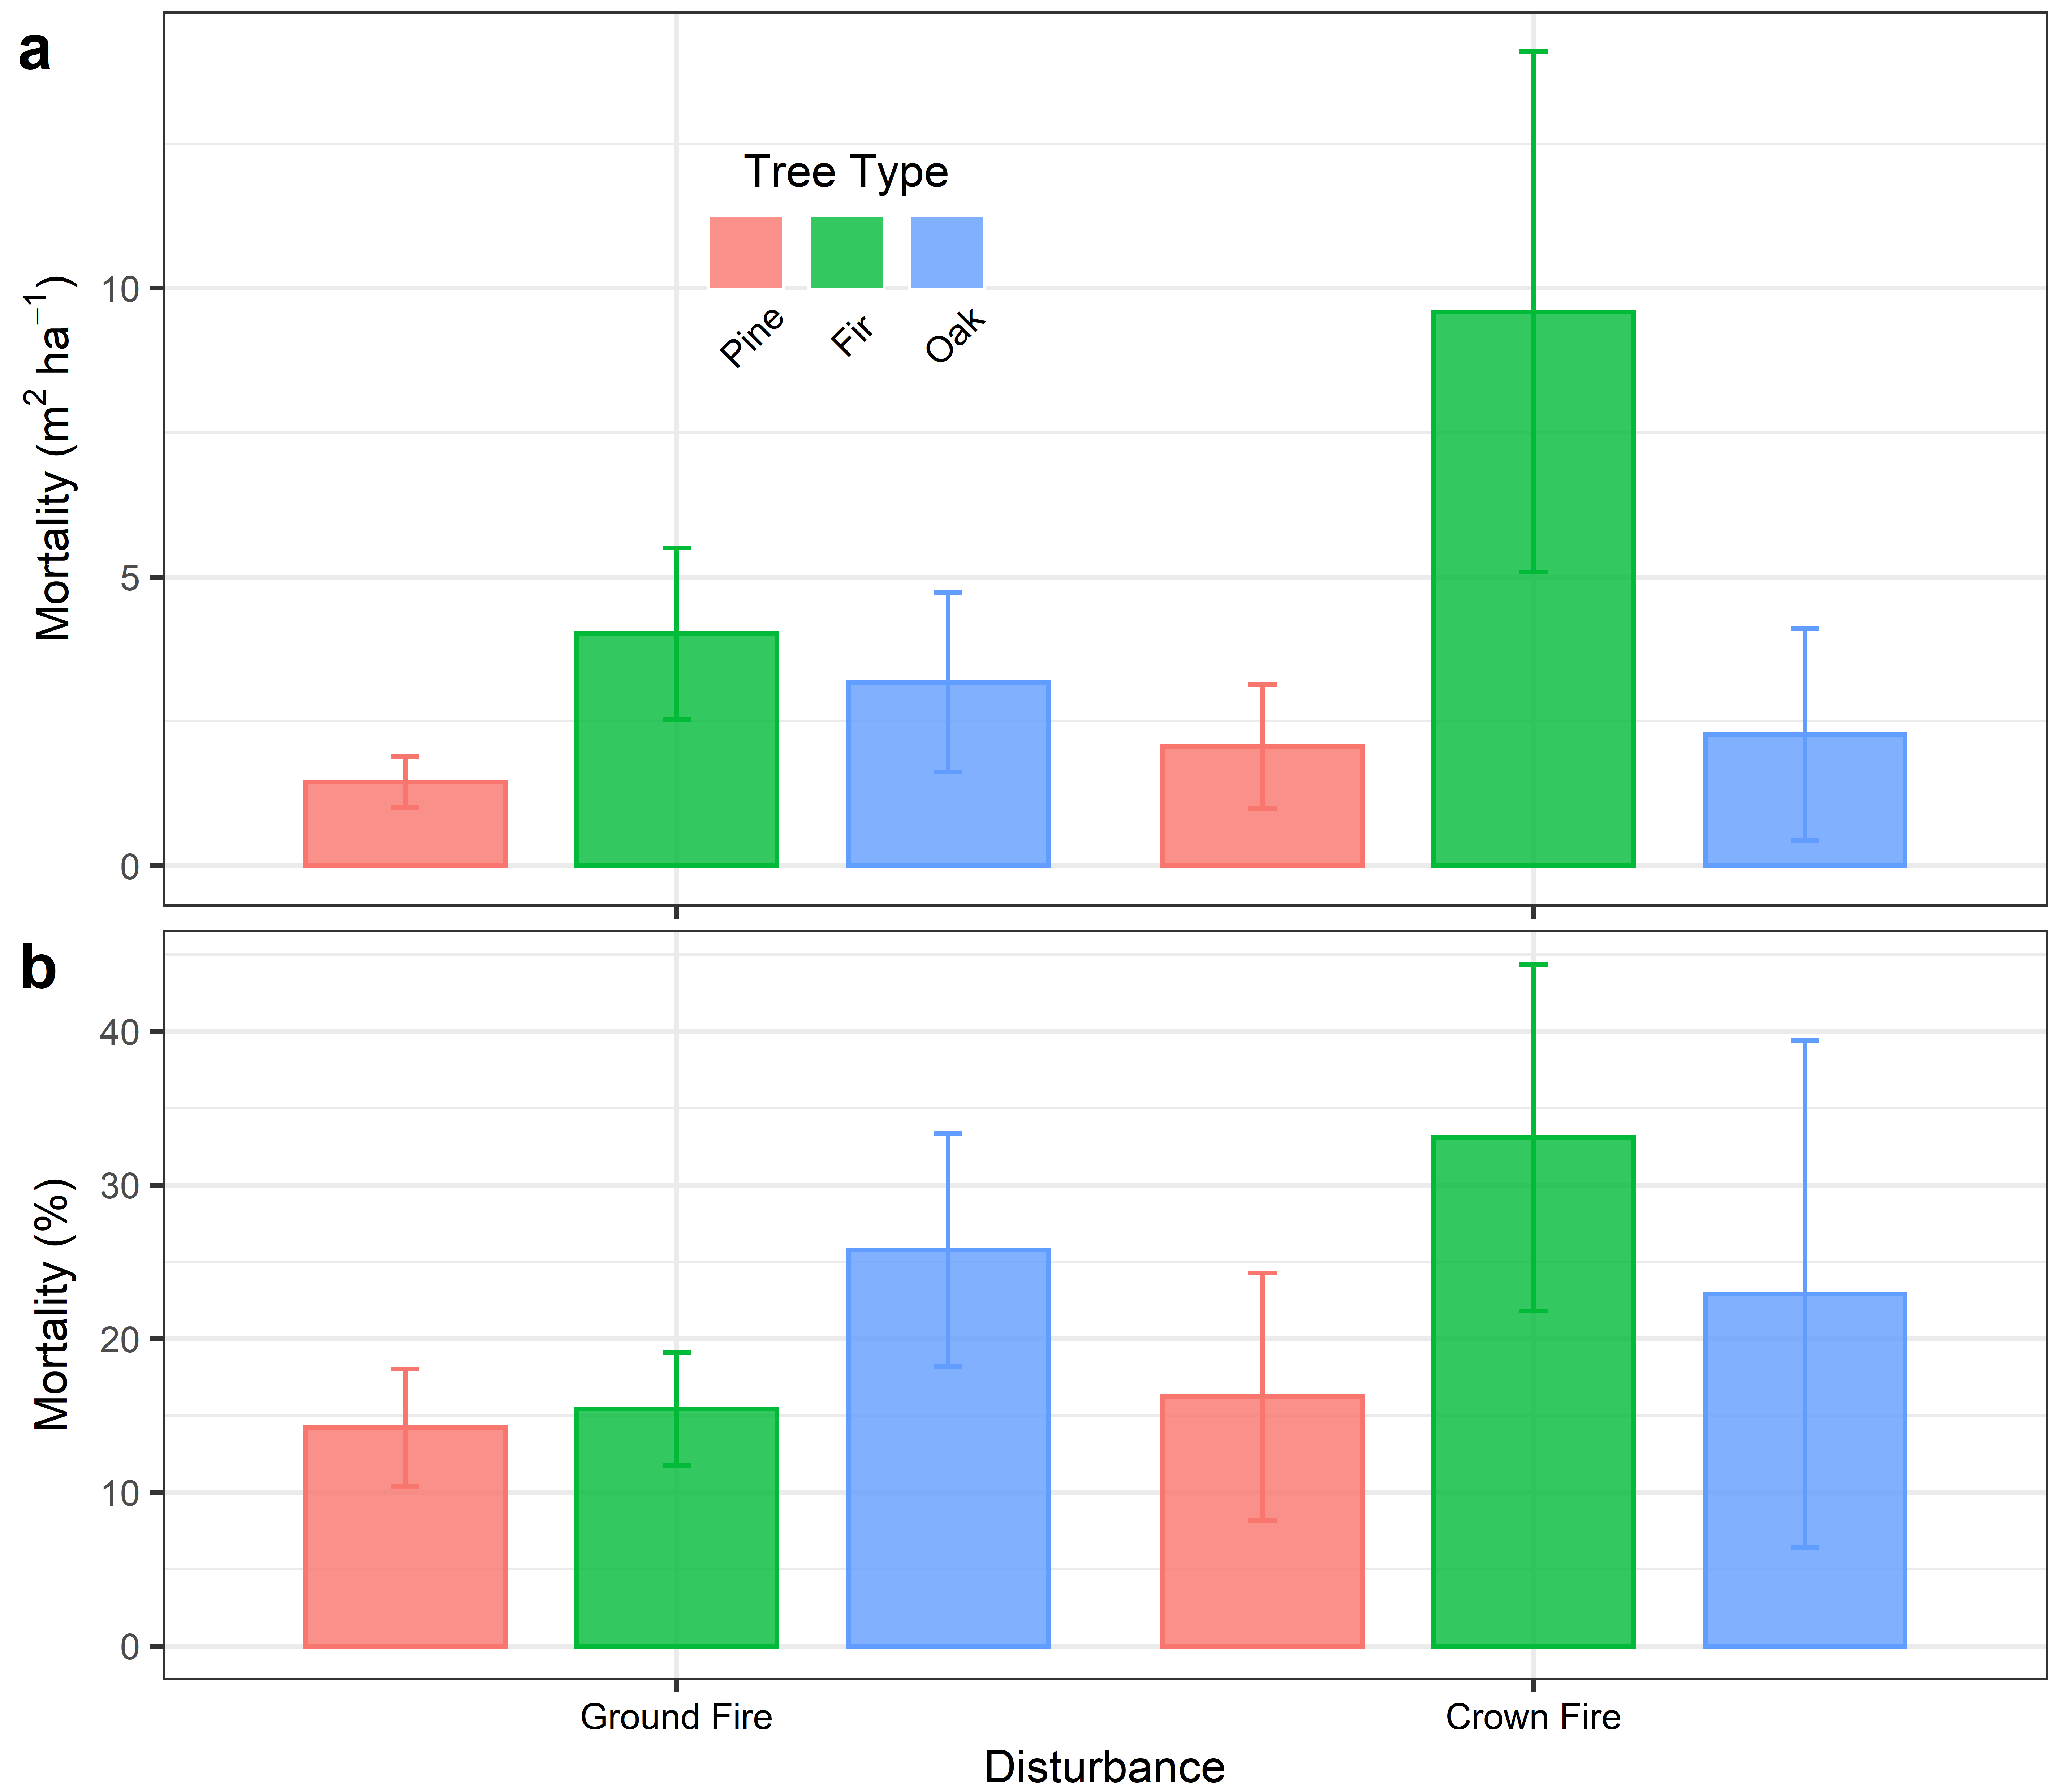 a
Tree Type
Pine Fir Oak
Mortality (m² ha⁻¹)
10
5
0
b
Mortality (%)
40
30
20
10
0
Ground Fire Crown Fire
Disturbance